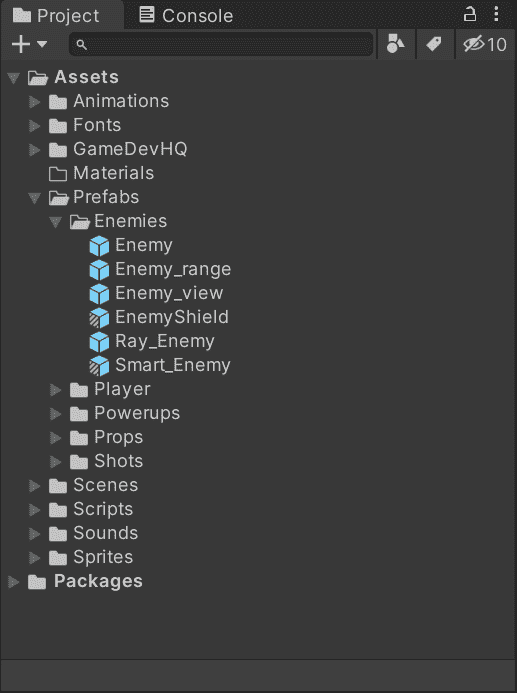 Project Console
10
Assets
Animations
Fonts
GameDevHQ
Materials
Prefabs
Enemies
Enemy
Enemy_range
Enemy_view
EnemyShield
Ray_Enemy
Smart_Enemy
Player
Powerups
Props
Shots
Scenes
Scripts
Sounds
Sprites
Packages